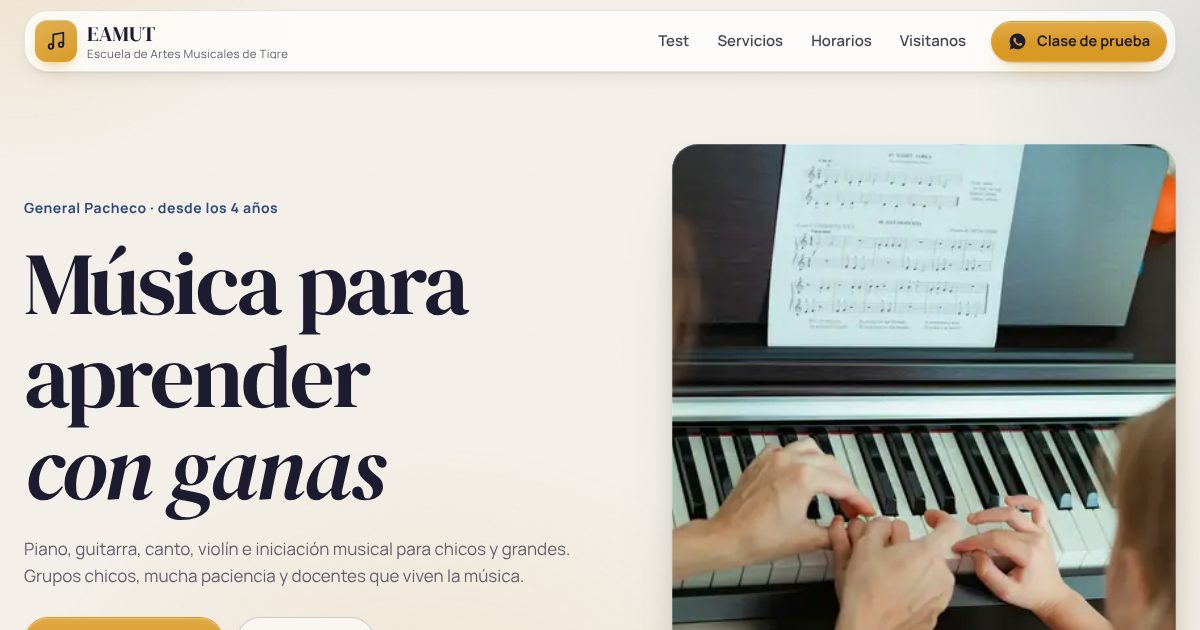 EAMUT
Escuela de Artes Musicales de Tigre
Test
Servicios
Horarios
Visitanos
Clase de prueba
General Pacheco · desde los 4 años
Música para
aprender
con ganas
Piano, guitarra, canto, violín e iniciación musical para chicos y grandes.
Grupos chicos, mucha paciencia y docentes que viven la música.